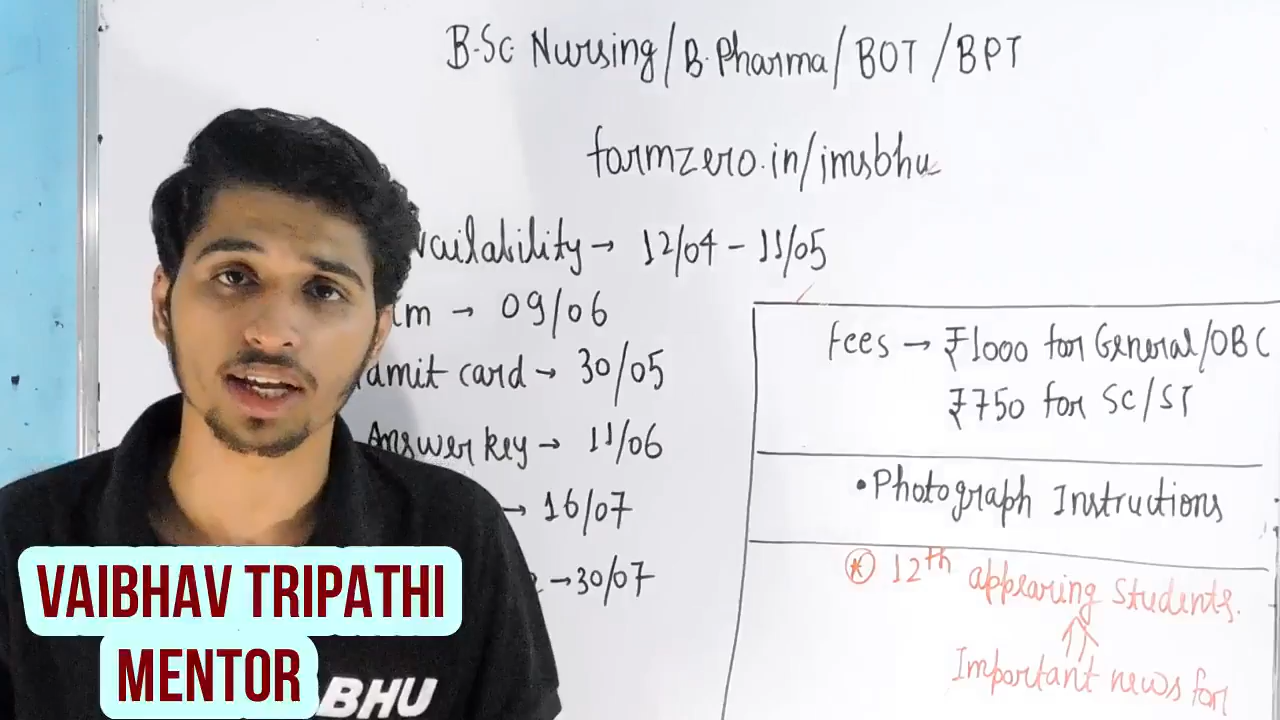 B.Sc Nursing/B.Pharma/BOT/BPT
formzero.in/imsbhu
vailability → 12/04 - 11/05
→ 09/06
dmit card → 30/05
Answer key → 11/06
→ 16/07
→ 30/07
Fees → ₹1000 for General/OBC
₹750 for SC/ST
• Photograph Instructions
* 12th appearing Students.
Important news for
VAIBHAV TRIPATHI
MENTOR
BHU